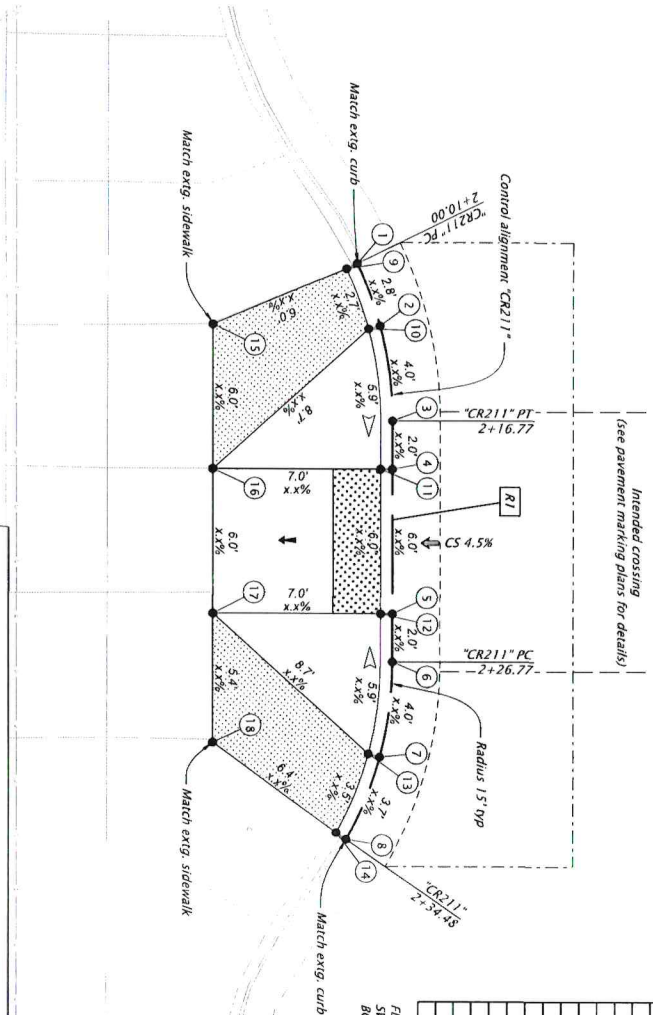 Intended crossing
(see pavement marking plans for details)
Control alignment "CR211"
"CR211" PC
2+10.00
"CR211" PT
2+16.77
R1
CS 4.5%
"CR211" PC
2+26.77
Radius 15' typ
"CR211"
2+34.48
Match extg. curb
1
9
2.8'
x.x%
2
10
4.0'
x.x%
3
2.0'
x.x%
4
11
6.0'
x.x%
5
12
2.0'
x.x%
6
4.0'
x.x%
7
13
3.7'
x.x%
8
14
Match extg. curb
2.7'
x.x%
5.9'
x.x%
6.0'
x.x%
5.9'
x.x%
3.5'
x.x%
6.0'
x.x%
8.7'
x.x%
7.0'
x.x%
7.0'
x.x%
8.7'
x.x%
6.4'
x.x%
15
6.0'
x.x%
16
6.0'
x.x%
17
5.4'
x.x%
18
Match extg. sidewalk
Match extg. sidewalk